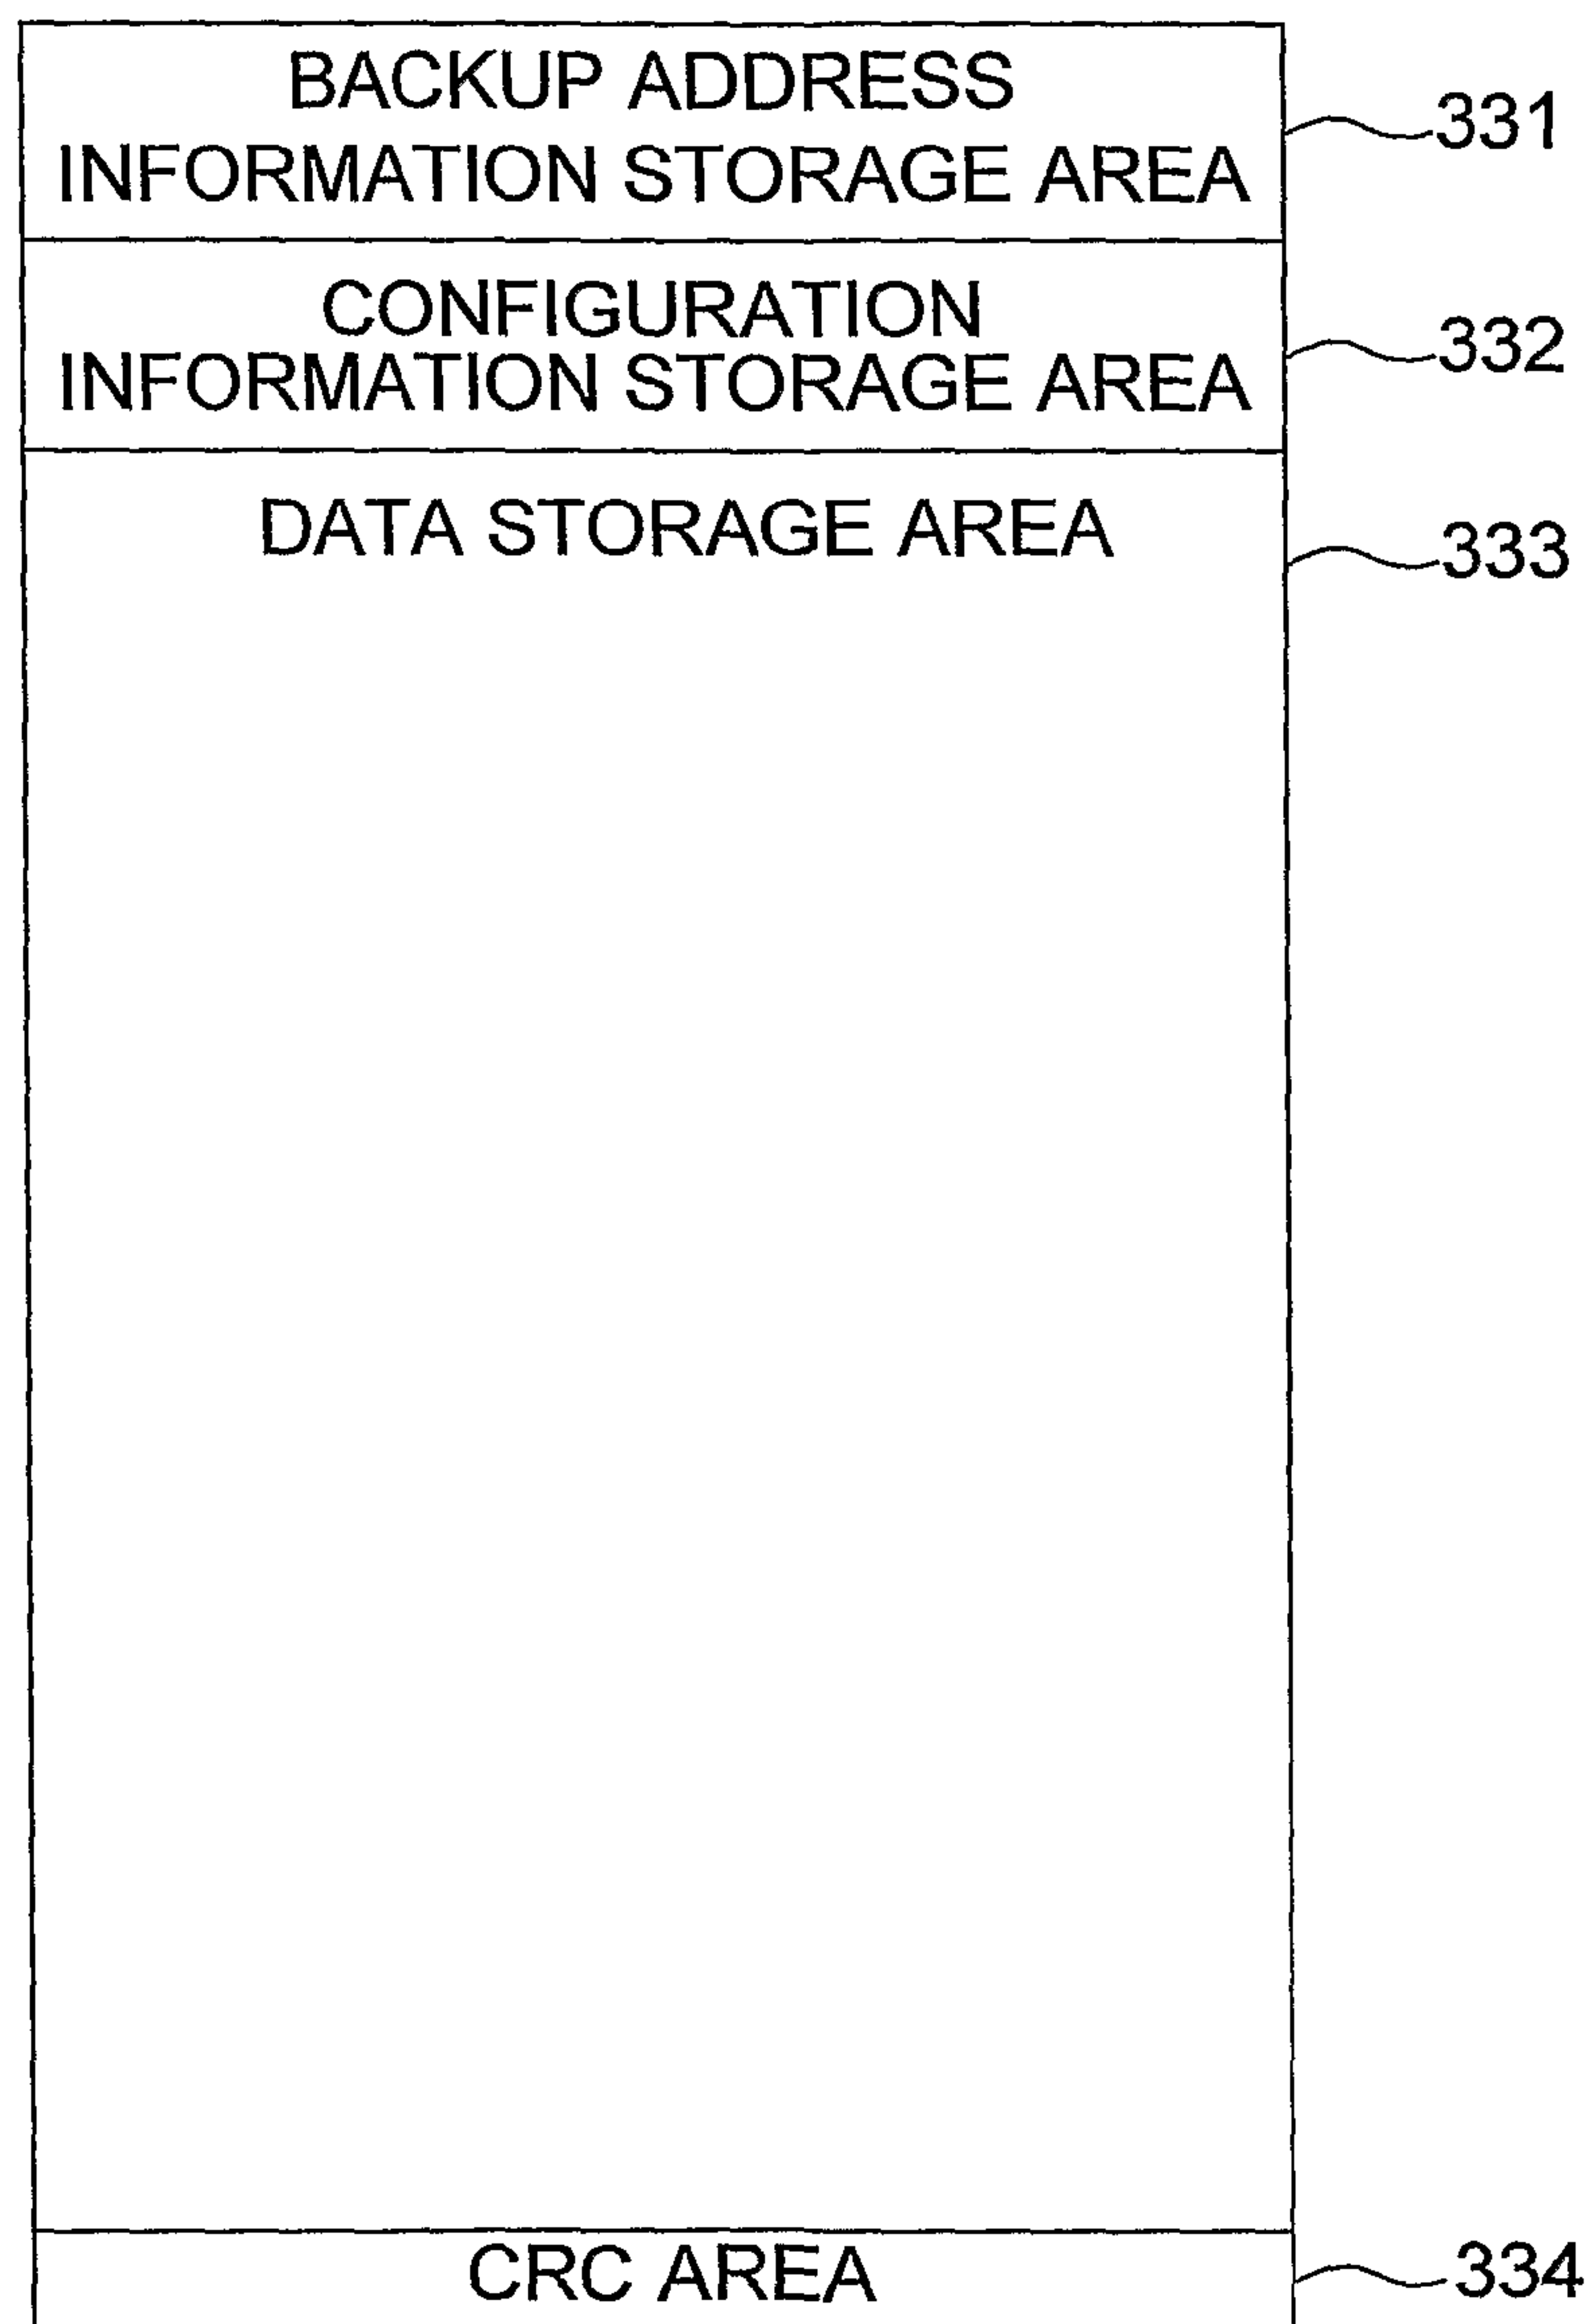 BACKUP ADDRESS
INFORMATION STORAGE AREA
331
CONFIGURATION
INFORMATION STORAGE AREA
332
DATA STORAGE AREA
333
CRC AREA
334